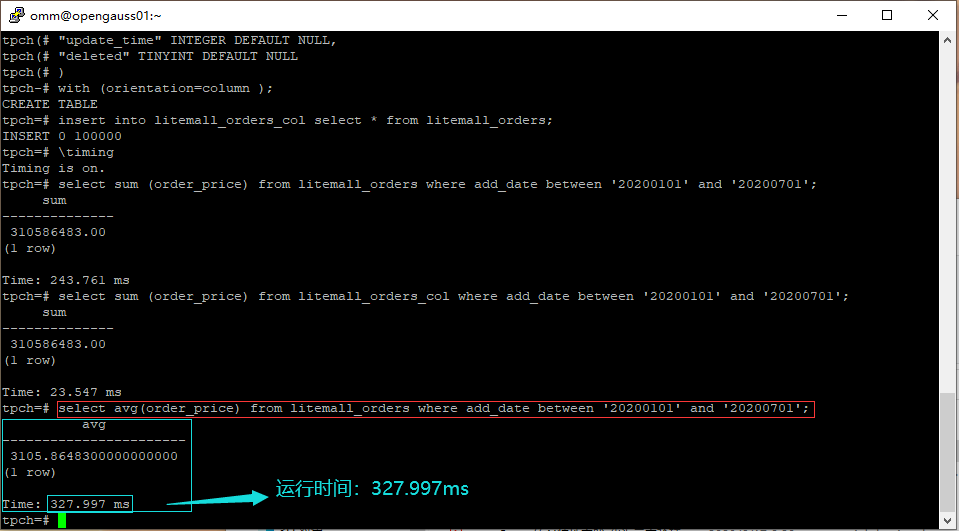 omm@opengauss01:~
tpch(# "update_time" INTEGER DEFAULT NULL,
tpch(# "deleted" TINYINT DEFAULT NULL
tpch(# )
tpch-# with (orientation=column );
CREATE TABLE
tpch=# insert into litemall_orders_col select * from litemall_orders;
INSERT 0 100000
tpch=# \timing
Timing is on.
tpch=# select sum (order_price) from litemall_orders where add_date between '20200101' and '20200701';
sum
--------------
310586483.00
(1 row)
Time: 243.761 ms
tpch=# select sum (order_price) from litemall_orders_col where add_date between '20200101' and '20200701';
sum
--------------
310586483.00
(1 row)
Time: 23.547 ms
tpch=# select avg(order_price) from litemall_orders where add_date between '20200101' and '20200701';
avg
-----------------------
3105.8648300000000000
(1 row)
Time: 327.997 ms
运行时间：327.997ms
tpch=#